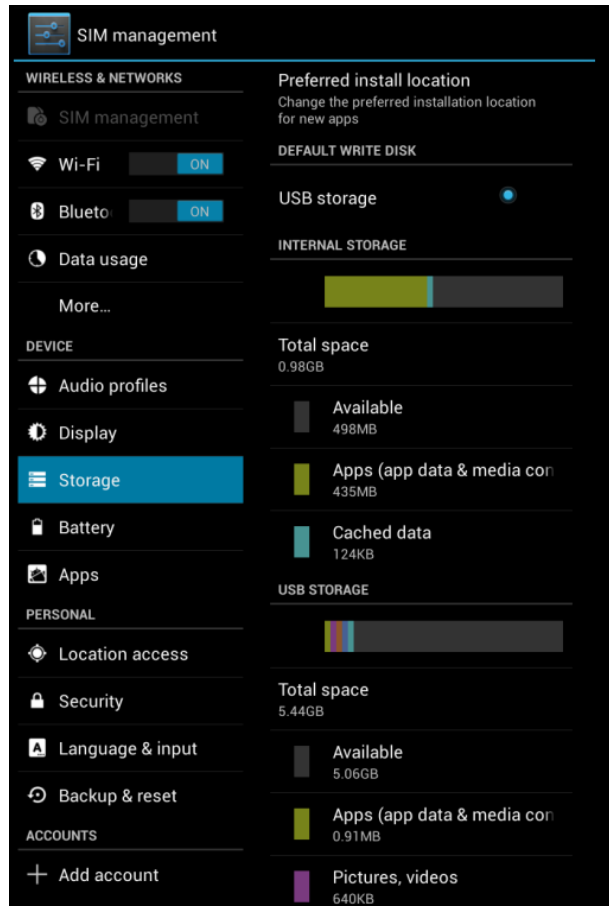 SIM management
WIRELESS & NETWORKS
SIM management
Wi-Fi
ON
Blueto
ON
Data usage
More...
DEVICE
Audio profiles
Display
Storage
Battery
Apps
PERSONAL
Location access
Security
Language & input
Backup & reset
ACCOUNTS
Add account
Preferred install location
Change the preferred installation location
for new apps
DEFAULT WRITE DISK
USB storage
INTERNAL STORAGE
Total space
0.98GB
Available
498MB
Apps (app data & media con
435MB
Cached data
124KB
USB STORAGE
Total space
5.44GB
Available
5.06GB
Apps (app data & media con
0.91MB
Pictures, videos
640KB